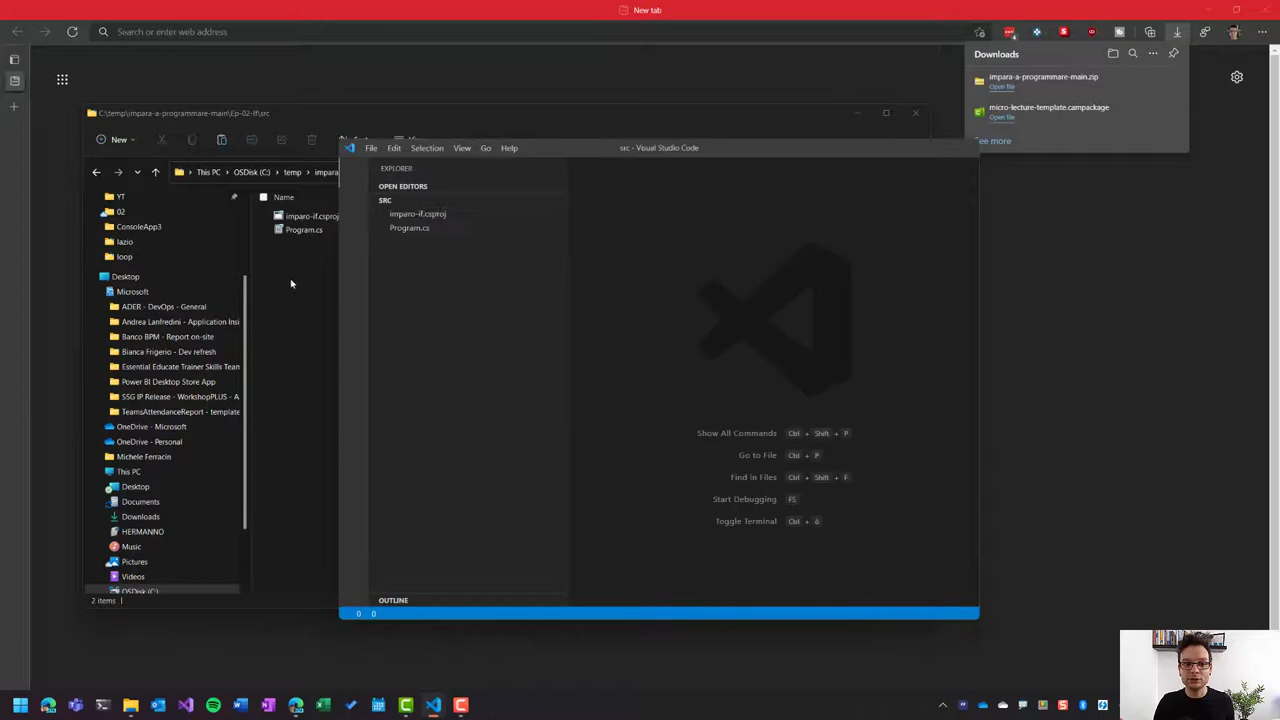 New tab
Search or enter web address
4
Downloads
impara-a-programmare-main.zip
Open file
micro-lecture-template.campackage
Open file
See more
C:\temp\impara-a-programmare-main\Ep-02-If\src
New
This PC
OSDisk (C:)
temp
impara
YT
02
ConsoleApp3
lazio
loop
Desktop
Microsoft
ADER - DevOps - General
Andrea Lanfredini - Application Insi
Banco BPM - Report on-site
Bianca Frigerio - Dev refresh
Essential Educate Trainer Skills Team
Power BI Desktop Store App
SSG IP Release - WorkshopPLUS - A
TeamsAttendanceReport - template
OneDrive - Microsoft
OneDrive - Personal
Michele Ferracin
This PC
Desktop
Documents
Downloads
HERMANNO
Music
Pictures
Videos
OSDisk (C:)
2 items
Name
imparo-if.csproj
Program.cs
File Edit Selection View Go Help
src - Visual Studio Code
EXPLORER
OPEN EDITORS
SRC
imparo-if.csproj
Program.cs
Show All Commands Ctrl + Shift + P
Go to File Ctrl + P
Find in Files Ctrl + Shift + F
Start Debugging F5
Toggle Terminal Ctrl + ò
OUTLINE
0 0